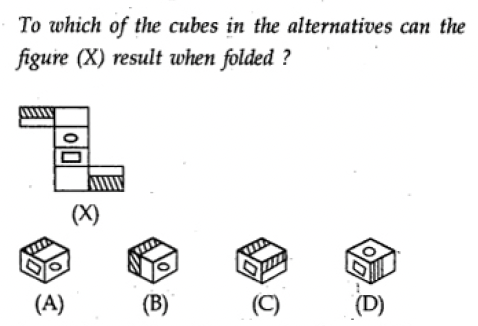 To which of the cubes in the alternatives can the
figure (X) result when folded ?
(X)
(A) (B) (C) (D)